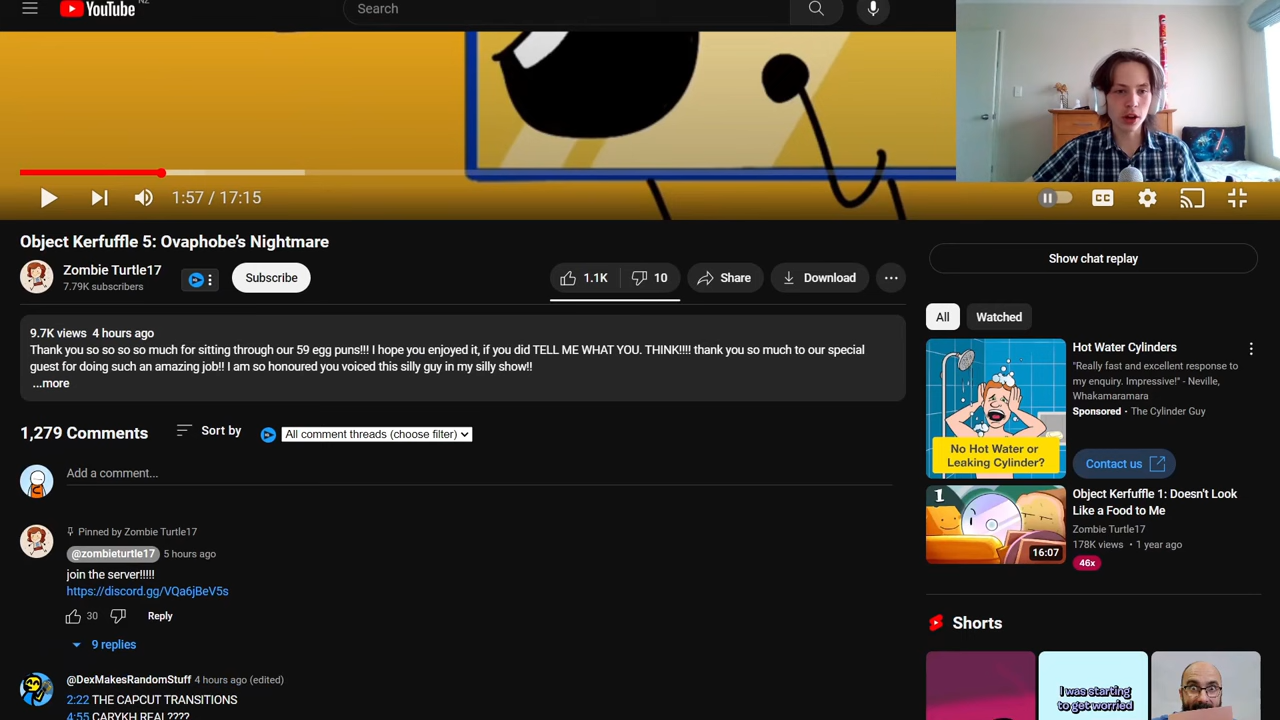 NZ
YouTube
Search
1:57 / 17:15
CC
Object Kerfuffle 5: Ovaphobe's Nightmare
Zombie Turtle17
7.79K subscribers
Subscribe
1.1K
10
Share
Download
Show chat replay
9.7K views 4 hours ago
Thank you so so so so much for sitting through our 59 egg puns!!! I hope you enjoyed it, if you did TELL ME WHAT YOU. THINK!!!! thank you so much to our special
guest for doing such an amazing job!! I am so honoured you voiced this silly guy in my silly show!!
...more
1,279 Comments
Sort by
All comment threads (choose filter)
Add a comment...
Pinned by Zombie Turtle17
@zombieturtle17 5 hours ago
join the server!!!!!
https://discord.gg/VQa6jBeV5s
30
Reply
9 replies
@DexMakesRandomStuff 4 hours ago (edited)
2:22 THE CAPCUT TRANSITIONS
4:55 CARYKH REAL????
All
Watched
No Hot Water or
Leaking Cylinder?
Hot Water Cylinders
"Really fast and excellent response to
my enquiry. Impressive!" - Neville,
Whakamaramara
Sponsored • The Cylinder Guy
Contact us
1
16:07
Object Kerfuffle 1: Doesn't Look
Like a Food to Me
Zombie Turtle17
178K views • 1 year ago
46x
Shorts
I was starting
to get worried